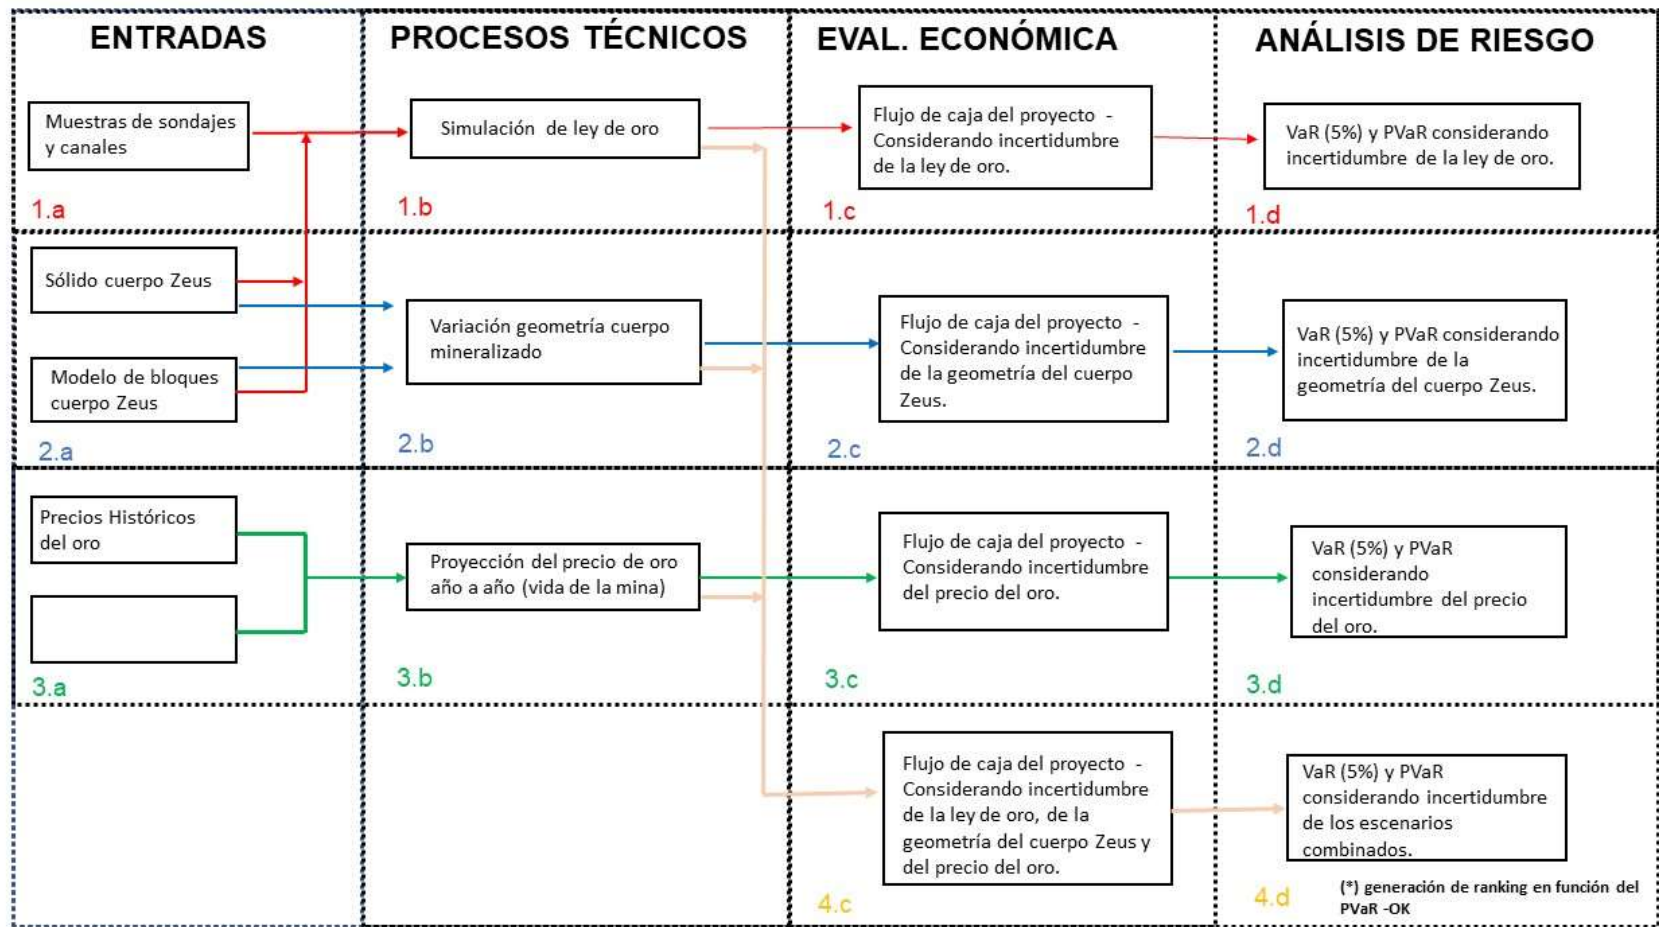 ENTRADAS
PROCESOS TÉCNICOS
EVAL. ECONÓMICA
ANÁLISIS DE RIESGO
Muestras de sondajes
y canales
1.a
Simulación de ley de oro
1.b
Flujo de caja del proyecto -
Considerando incertidumbre
de la ley de oro.
1.c
VaR (5%) y PVaR considerando
incertidumbre de la ley de oro.
1.d
Sólido cuerpo Zeus
Modelo de bloques
cuerpo Zeus
2.a
Variación geometría cuerpo
mineralizado
2.b
Flujo de caja del proyecto -
Considerando incertidumbre
de la geometría del cuerpo
Zeus.
2.c
VaR (5%) y PVaR considerando
incertidumbre de la
geometría del cuerpo Zeus.
2.d
Precios Históricos
del oro
3.a
Proyección del precio de oro
año a año (vida de la mina)
3.b
Flujo de caja del proyecto -
Considerando incertidumbre
del precio del oro.
3.c
VaR (5%) y PVaR
considerando
incertidumbre del precio
del oro.
3.d
Flujo de caja del proyecto -
Considerando incertidumbre
de la ley de oro, de la
geometría del cuerpo Zeus y
del precio del oro.
4.c
VaR (5%) y PVaR
considerando incertidumbre
de los escenarios
combinados.
4.d
(*) generación de ranking en función del
PVaR -OK